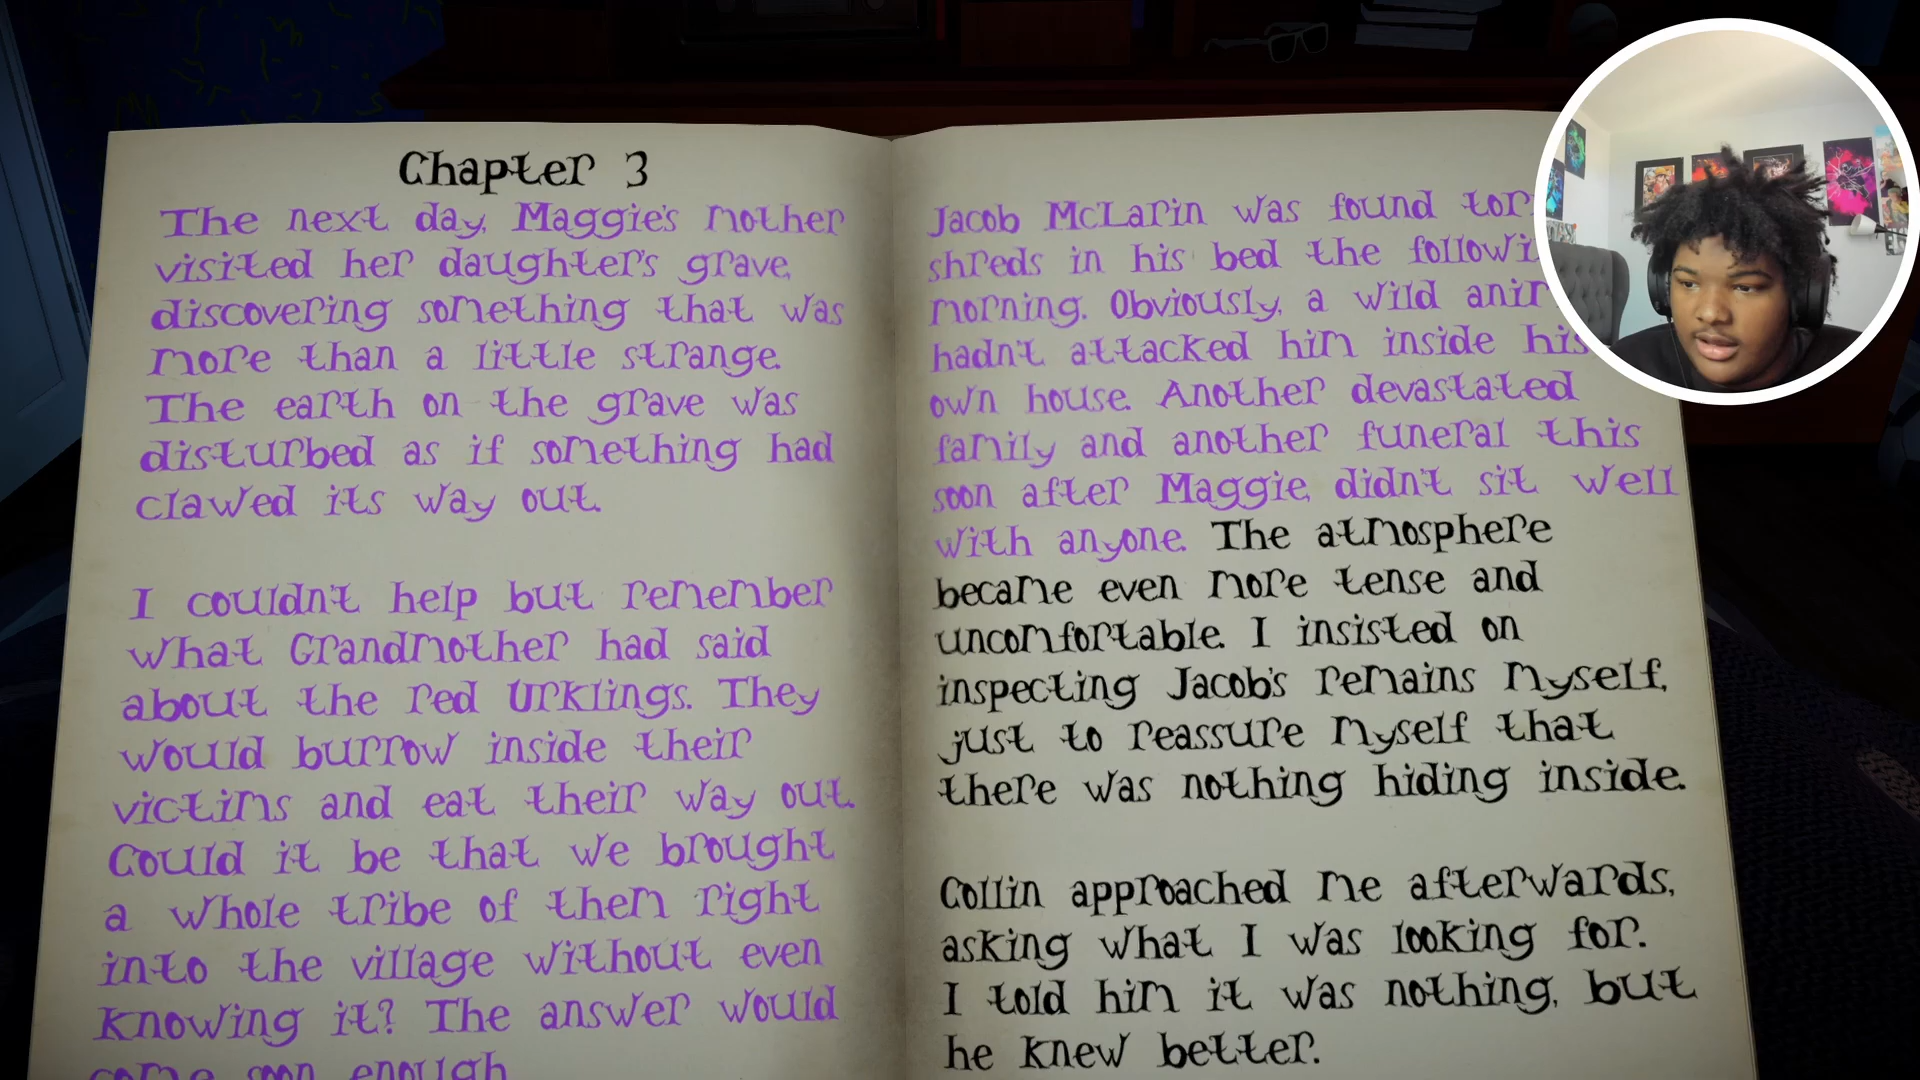 Chapter 3
The next day, Maggie's mother
visited her daughter's grave,
discovering something that was
more than a little strange.
The earth on the grave was
disturbed as if something had
clawed its way out.
I couldn't help but remember
what Grandmother had said
about the red Urklings. They
would burrow inside their
victims and eat their way out.
Could it be that we brought
a whole tribe of them right
into the village without even
knowing it? The answer would
come soon enough
Jacob McLarin was found
shreds in his bed the
morning. Obviously, a wild
hadn't attacked him inside his
own house. Another devastated
family and another funeral this
soon after Maggie, didn't sit well
with anyone. The atmosphere
became even more tense and
uncomfortable. I insisted on
inspecting Jacob's remains myself,
just to reassure myself that
there was nothing hiding inside.
Collin approached me afterwards,
asking what I was looking for.
I told him it was nothing, but
he knew better.